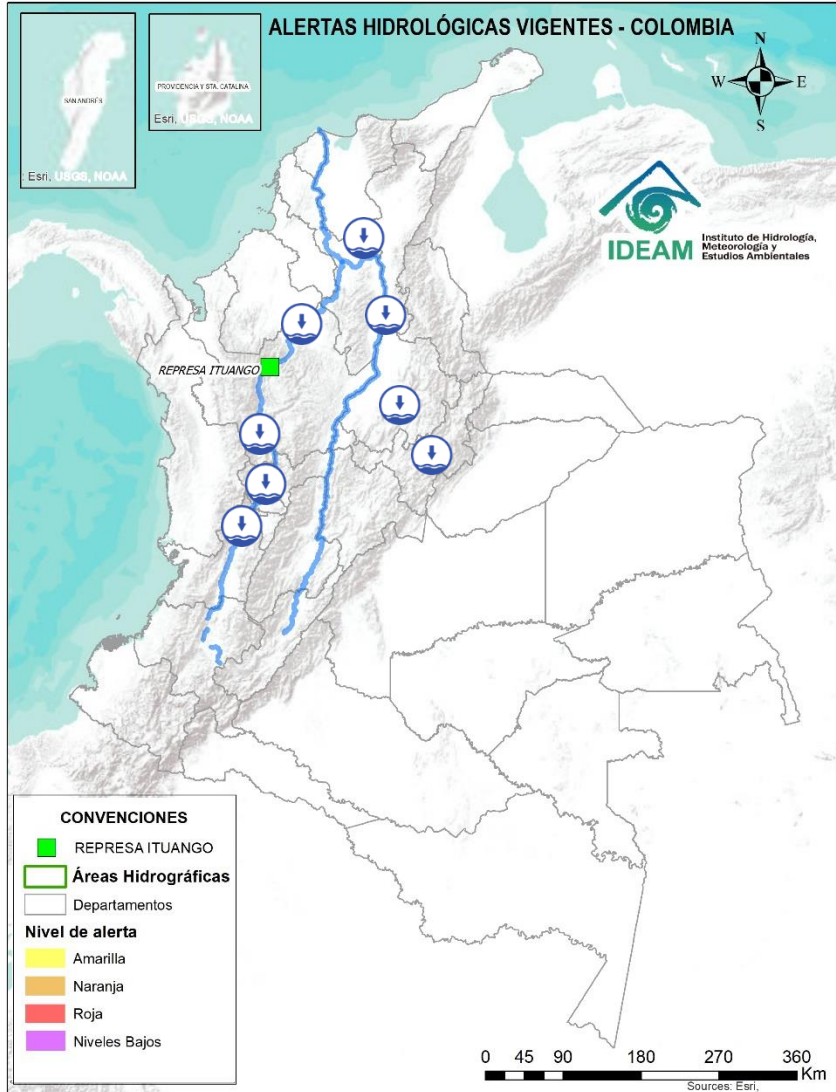 ALERTAS HIDROLÓGICAS VIGENTES - COLOMBIA
SAN ANDRÉS
Esri, USGS, NOAA
PROVIDENCIA Y STA. CATALINA
Esri, USGS, NOAA
N
W
E
S
IDEAM
Instituto de Hidrología,
Meteorología y
Estudios Ambientales
REPRESA ITUANGO
CONVENCIONES
REPRESA ITUANGO
Áreas Hidrográficas
Departamentos
Nivel de alerta
Amarilla
Naranja
Roja
Niveles Bajos
0 45 90 180 270 360
Km
Sources: Esri,